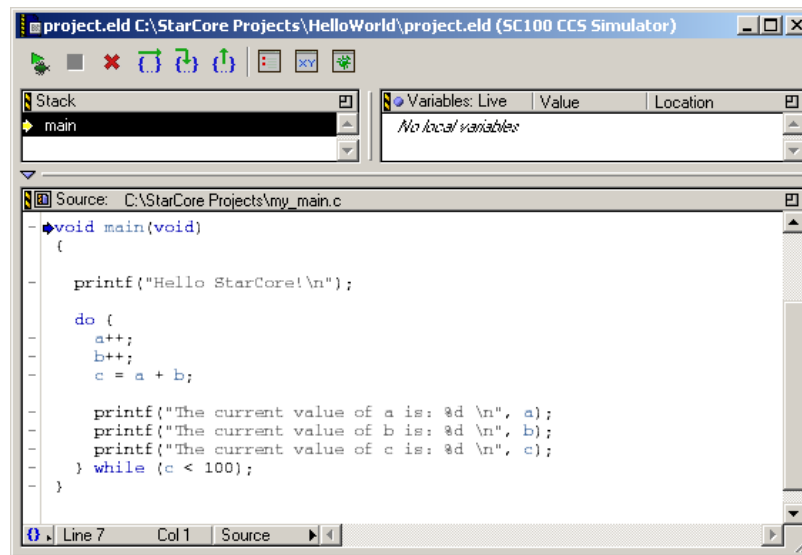 project.eld C:\StarCore Projects\HelloWorld\project.eld (SC100 CCS Simulator)
XY
Stack
Variables: Live Value Location
main
No local variables
Source: C:\StarCore Projects\my_main.c
void main(void)
{
printf("Hello StarCore!\n");
do {
a++;
b++;
c = a + b;
printf("The current value of a is: %d \n", a);
printf("The current value of b is: %d \n", b);
printf("The current value of c is: %d \n", c);
} while (c < 100);
}
Line 7 Col 1 Source